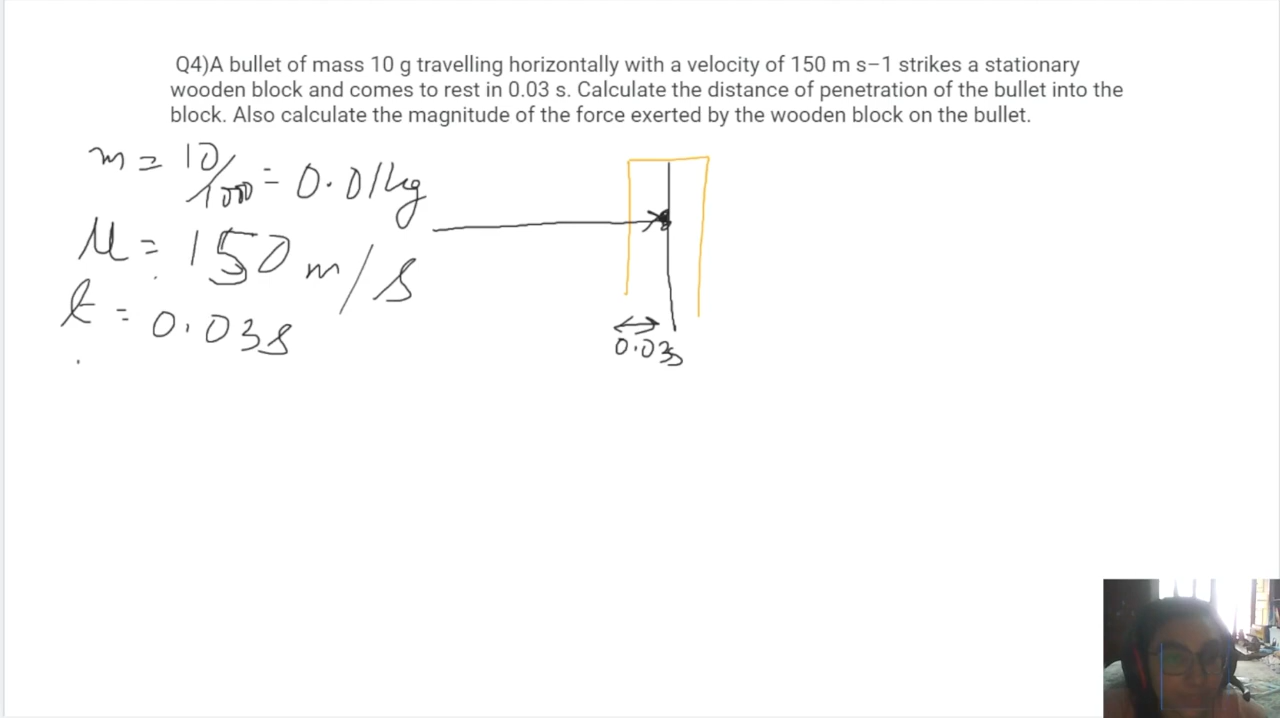 Q4)A bullet of mass 10 g travelling horizontally with a velocity of 150 m s−1 strikes a stationary
wooden block and comes to rest in 0.03 s. Calculate the distance of penetration of the bullet into the
block. Also calculate the magnitude of the force exerted by the wooden block on the bullet.
m = 10/1000 = 0.01kg
u = 150 m/s
t = 0.03s
0.03s